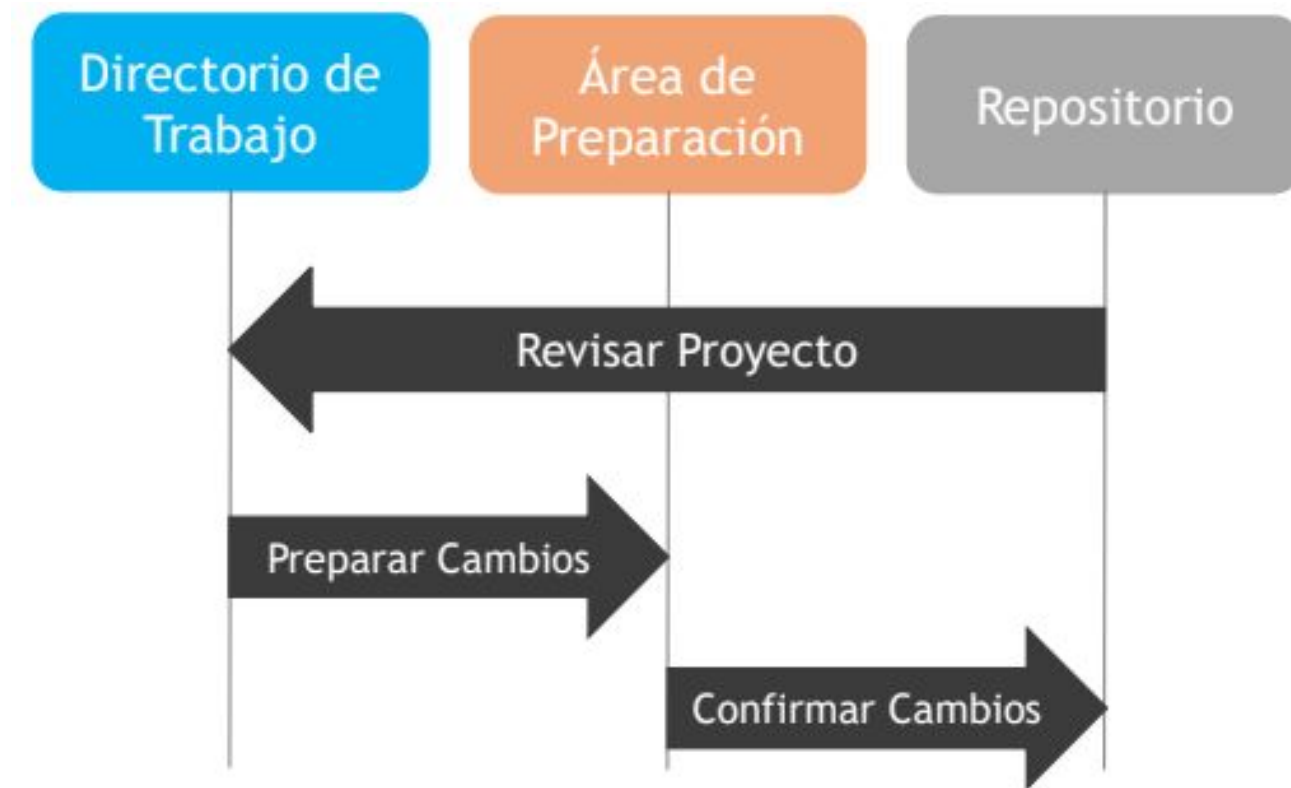 Directorio de
Trabajo
Área de
Preparación
Repositorio
Revisar Proyecto
Preparar Cambios
Confirmar Cambios